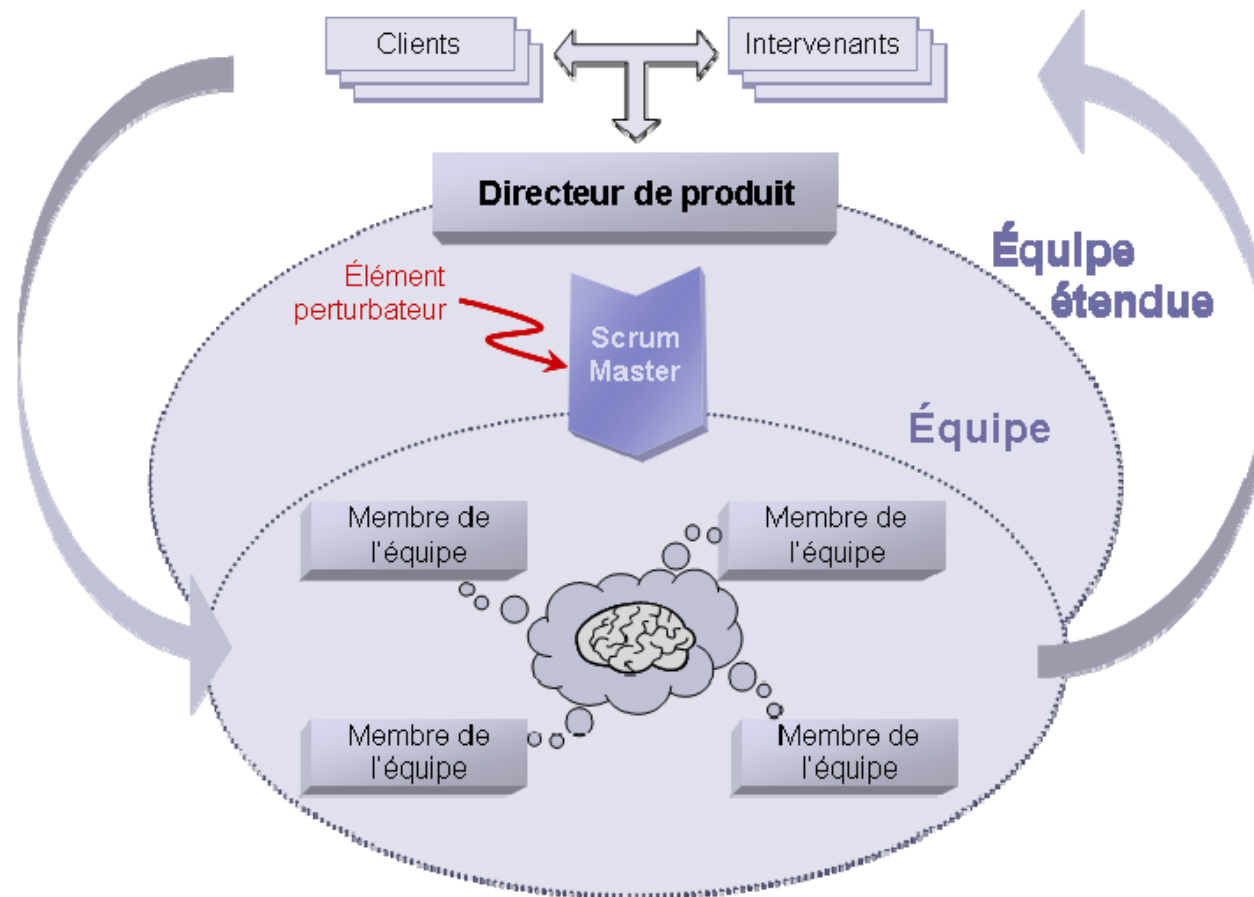 Clients
Intervenants
Directeur de produit
Équipe
étendue
Élément
perturbateur
Scrum
Master
Équipe
Membre de
l'équipe
Membre de
l'équipe
Membre de
l'équipe
Membre de
l'équipe